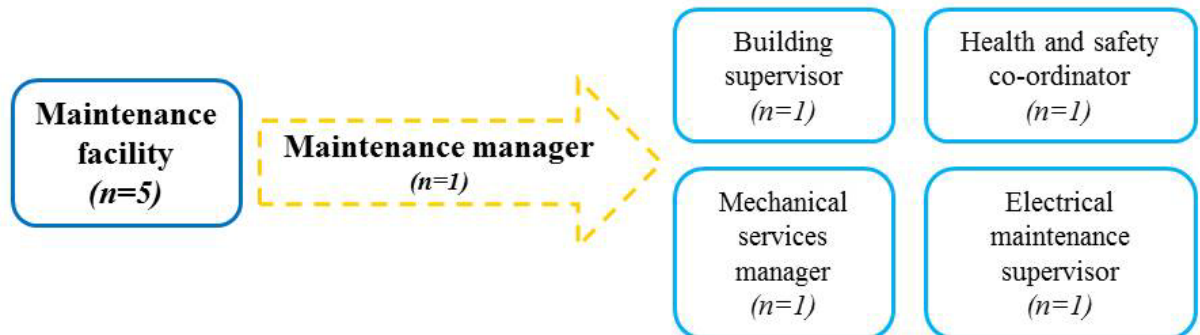 Maintenance
facility
(n=5)
Maintenance manager
(n=1)
Building
supervisor
(n=1)
Health and safety
co-ordinator
(n=1)
Mechanical
services
manager
(n=1)
Electrical
maintenance
supervisor
(n=1)